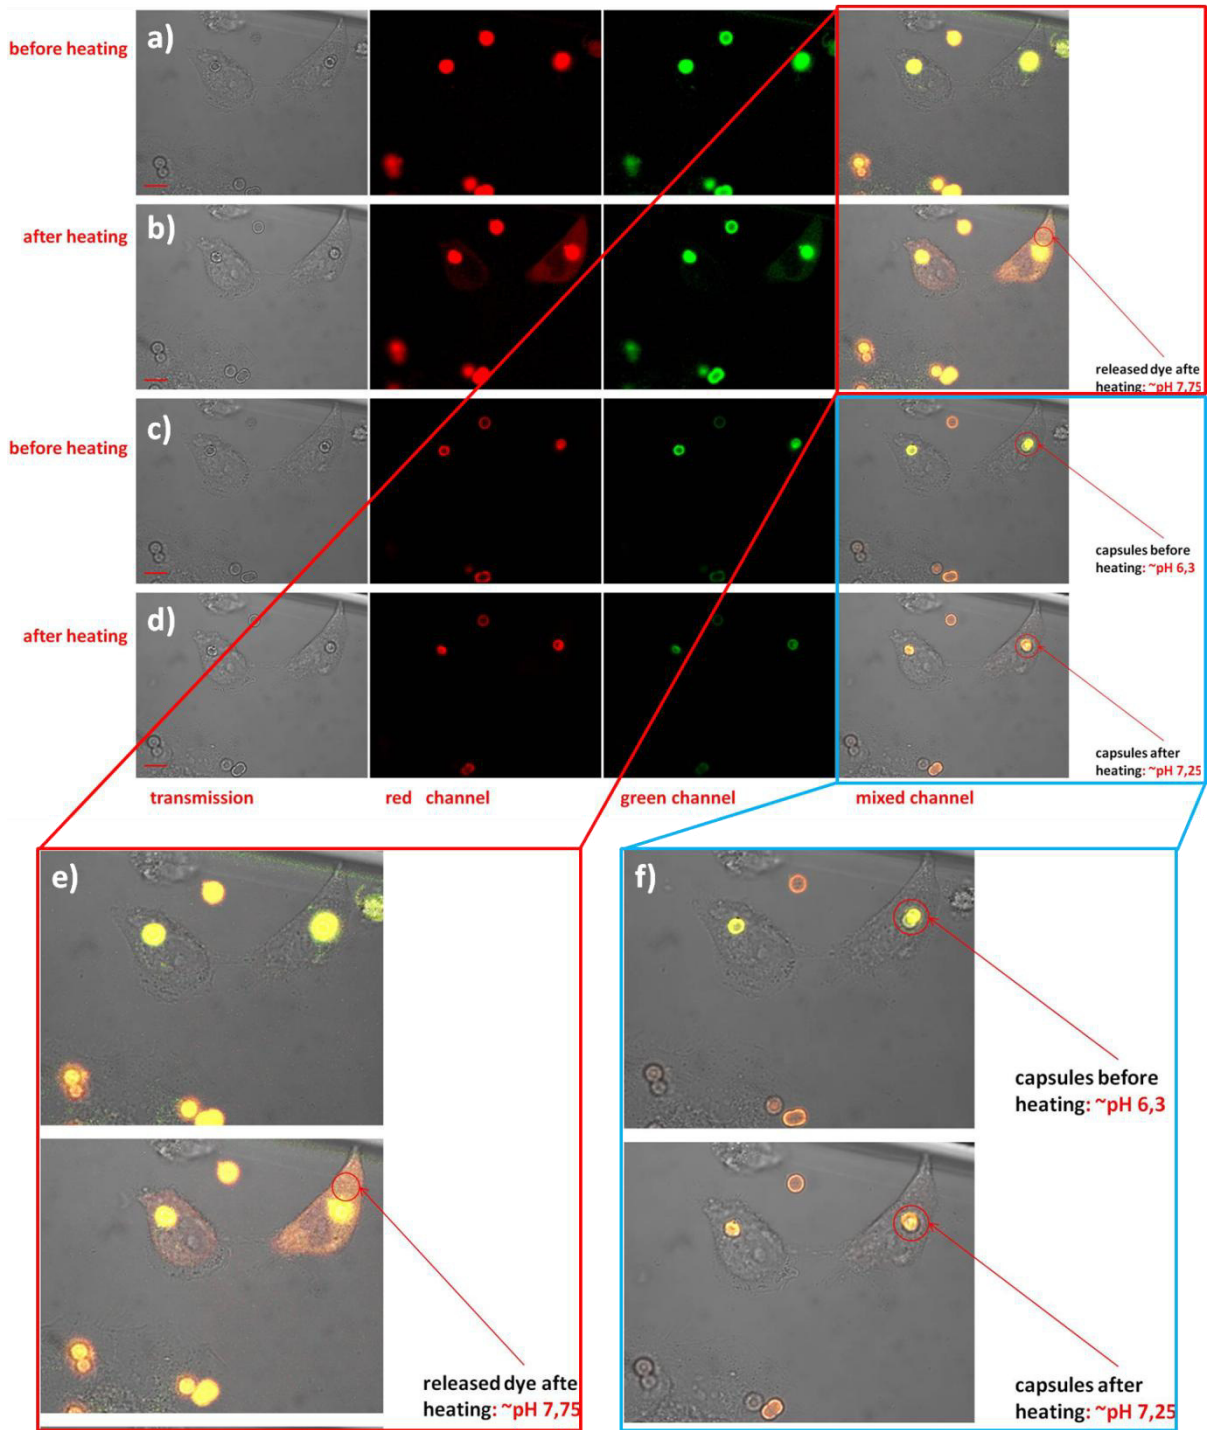 before heating
a)
after heating
b)
released dye afte
heating: ~pH 7,75
before heating
c)
capsules before
heating: ~pH 6,3
after heating
d)
capsules after
heating: ~pH 7,25
transmission
red channel
green channel
mixed channel
e)
released dye afte
heating: ~pH 7,75
f)
capsules before
heating: ~pH 6,3
capsules after
heating: ~pH 7,25